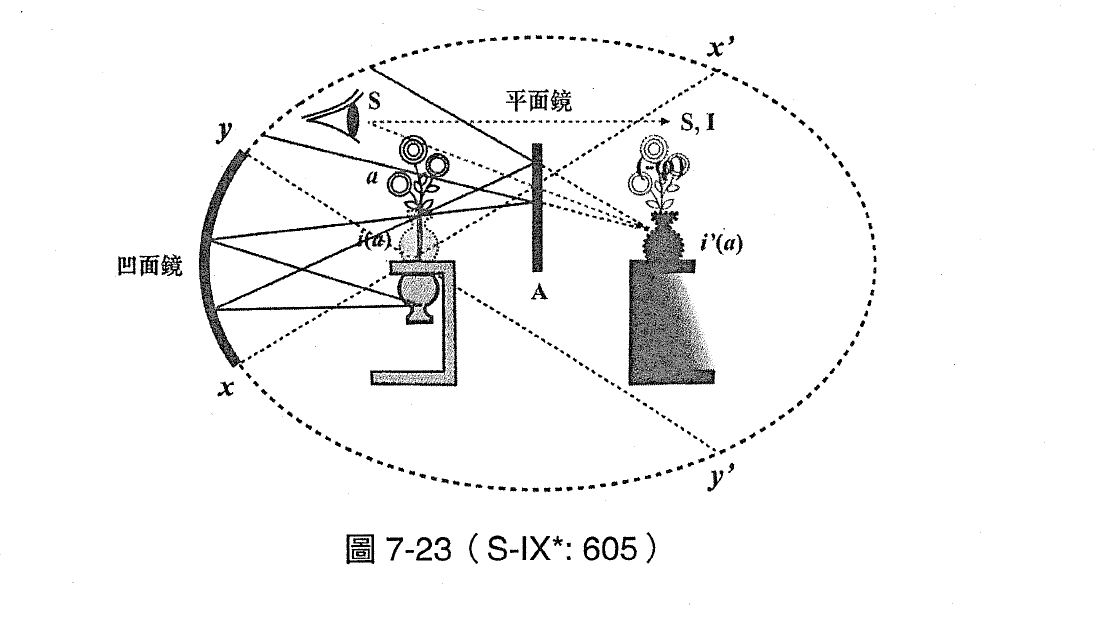 x'
S
平面鏡
S, I
y
a
(-φ)
i(a)
i'(a)
凹面鏡
A
x
y'
圖 7-23（S-IX*: 605）